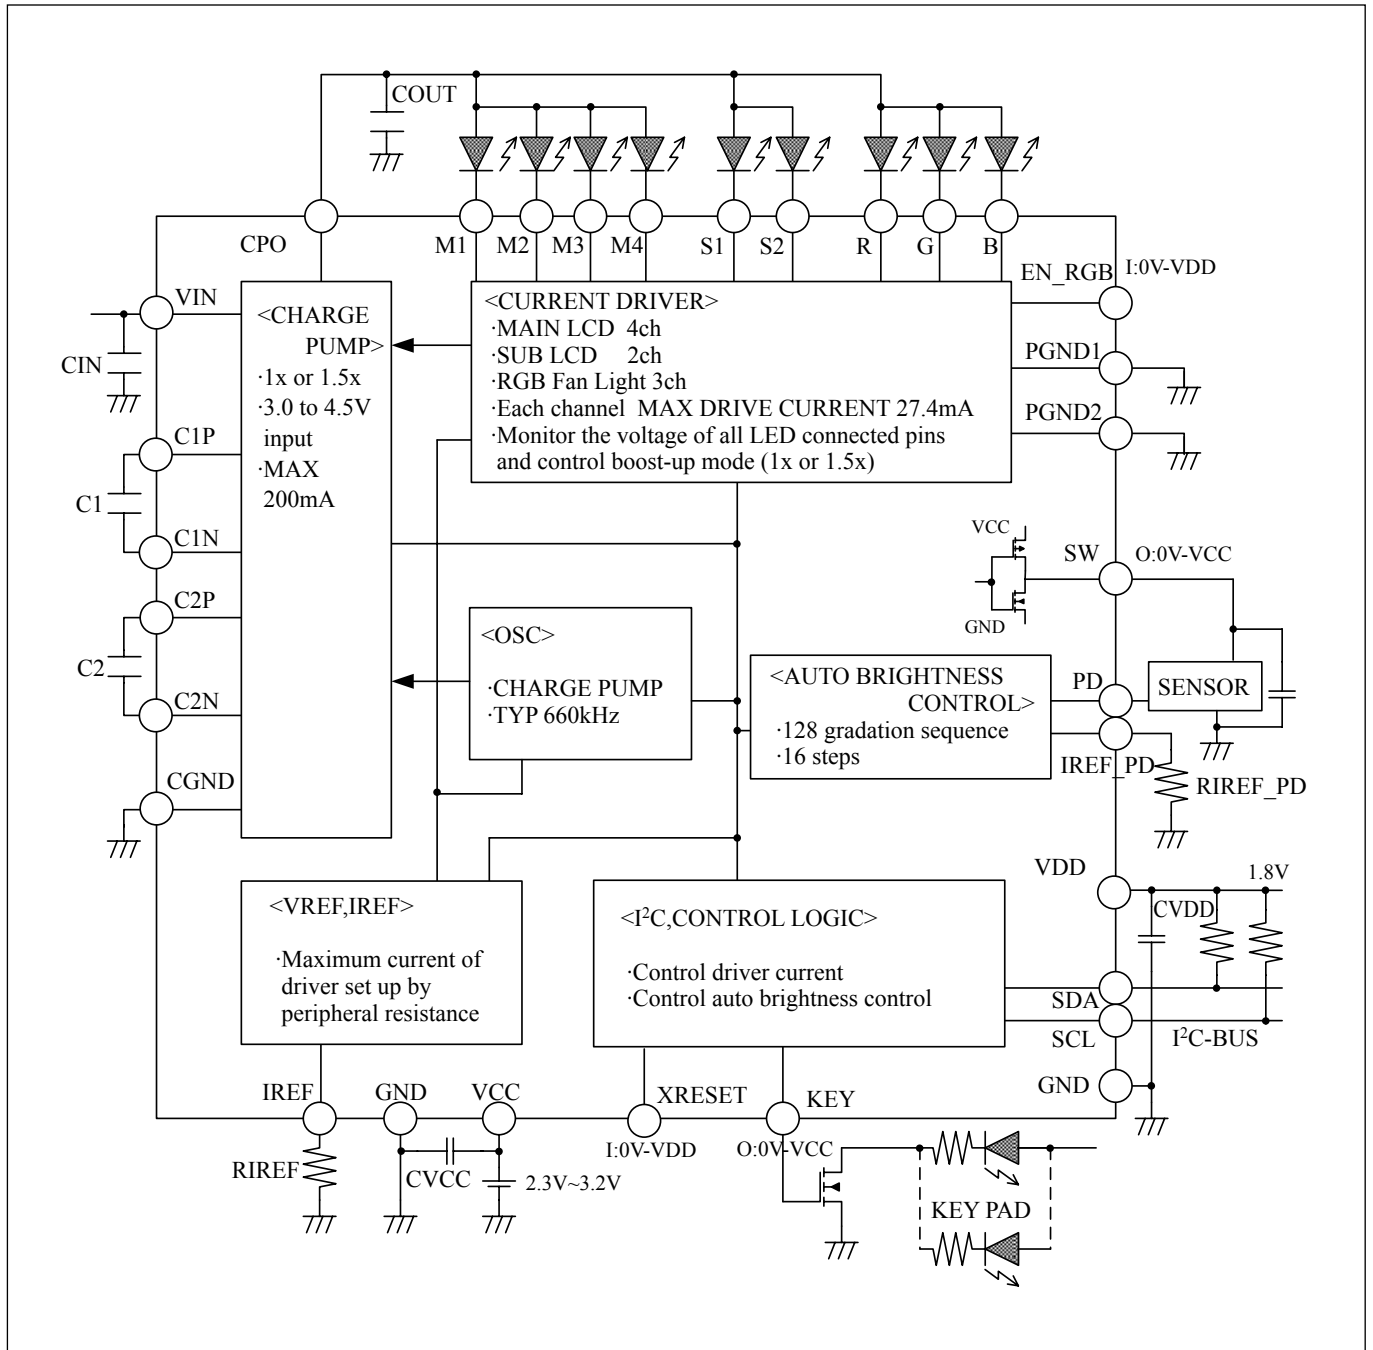 COUT
CPO
M1
M2
M3
M4
S1
S2
R
G
B
EN_RGB
I:0V-VDD
VIN
CIN
<CHARGE
PUMP>
·1x or 1.5x
·3.0 to 4.5V
input
·MAX
200mA
<CURRENT DRIVER>
·MAIN LCD 4ch
·SUB LCD 2ch
·RGB Fan Light 3ch
·Each channel MAX DRIVE CURRENT 27.4mA
·Monitor the voltage of all LED connected pins
and control boost-up mode (1x or 1.5x)
PGND1
PGND2
C1P
C1
C1N
C2P
C2
C2N
CGND
VCC
SW
O:0V-VCC
GND
<OSC>
·CHARGE PUMP
·TYP 660kHz
<AUTO BRIGHTNESS
CONTROL>
·128 gradation sequence
·16 steps
PD
SENSOR
IREF_PD
RIREF_PD
VDD
1.8V
CVDD
<VREF,IREF>
·Maximum current of
driver set up by
peripheral resistance
<I²C,CONTROL LOGIC>
·Control driver current
·Control auto brightness control
SDA
SCL
I²C-BUS
GND
IREF
GND
VCC
XRESET
KEY
I:0V-VDD
O:0V-VCC
RIREF
CVCC
2.3V~3.2V
KEY PAD